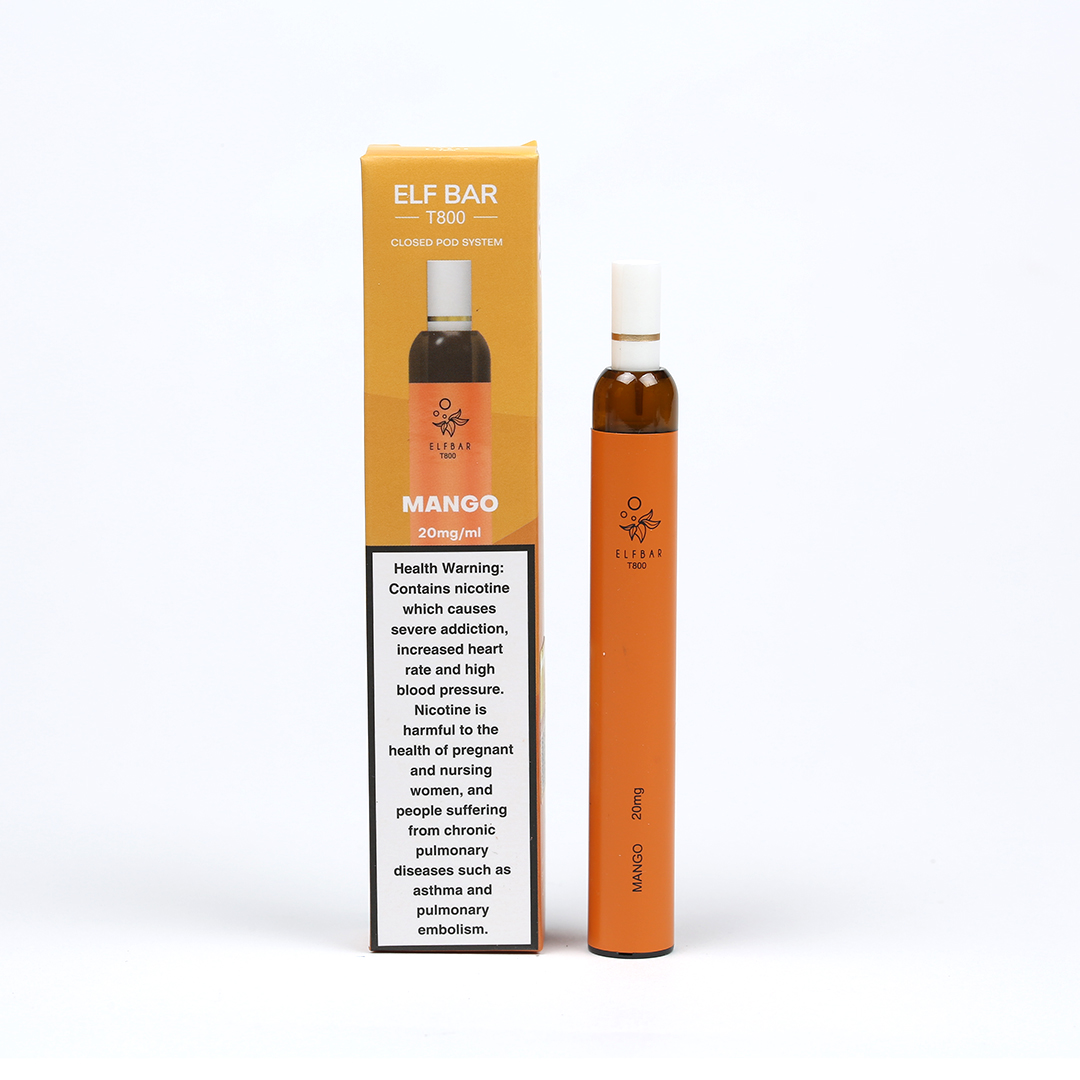 ELF BAR
T800
CLOSED POD SYSTEM
ELFBAR
T800
MANGO
20mg/ml
Health Warning:
Contains nicotine
which causes
severe addiction,
increased heart
rate and high
blood pressure.
Nicotine is
harmful to the
health of pregnant
and nursing
women, and
people suffering
from chronic
pulmonary
diseases such as
asthma and
pulmonary
embolism.
ELFBAR
T800
MANGO 20mg